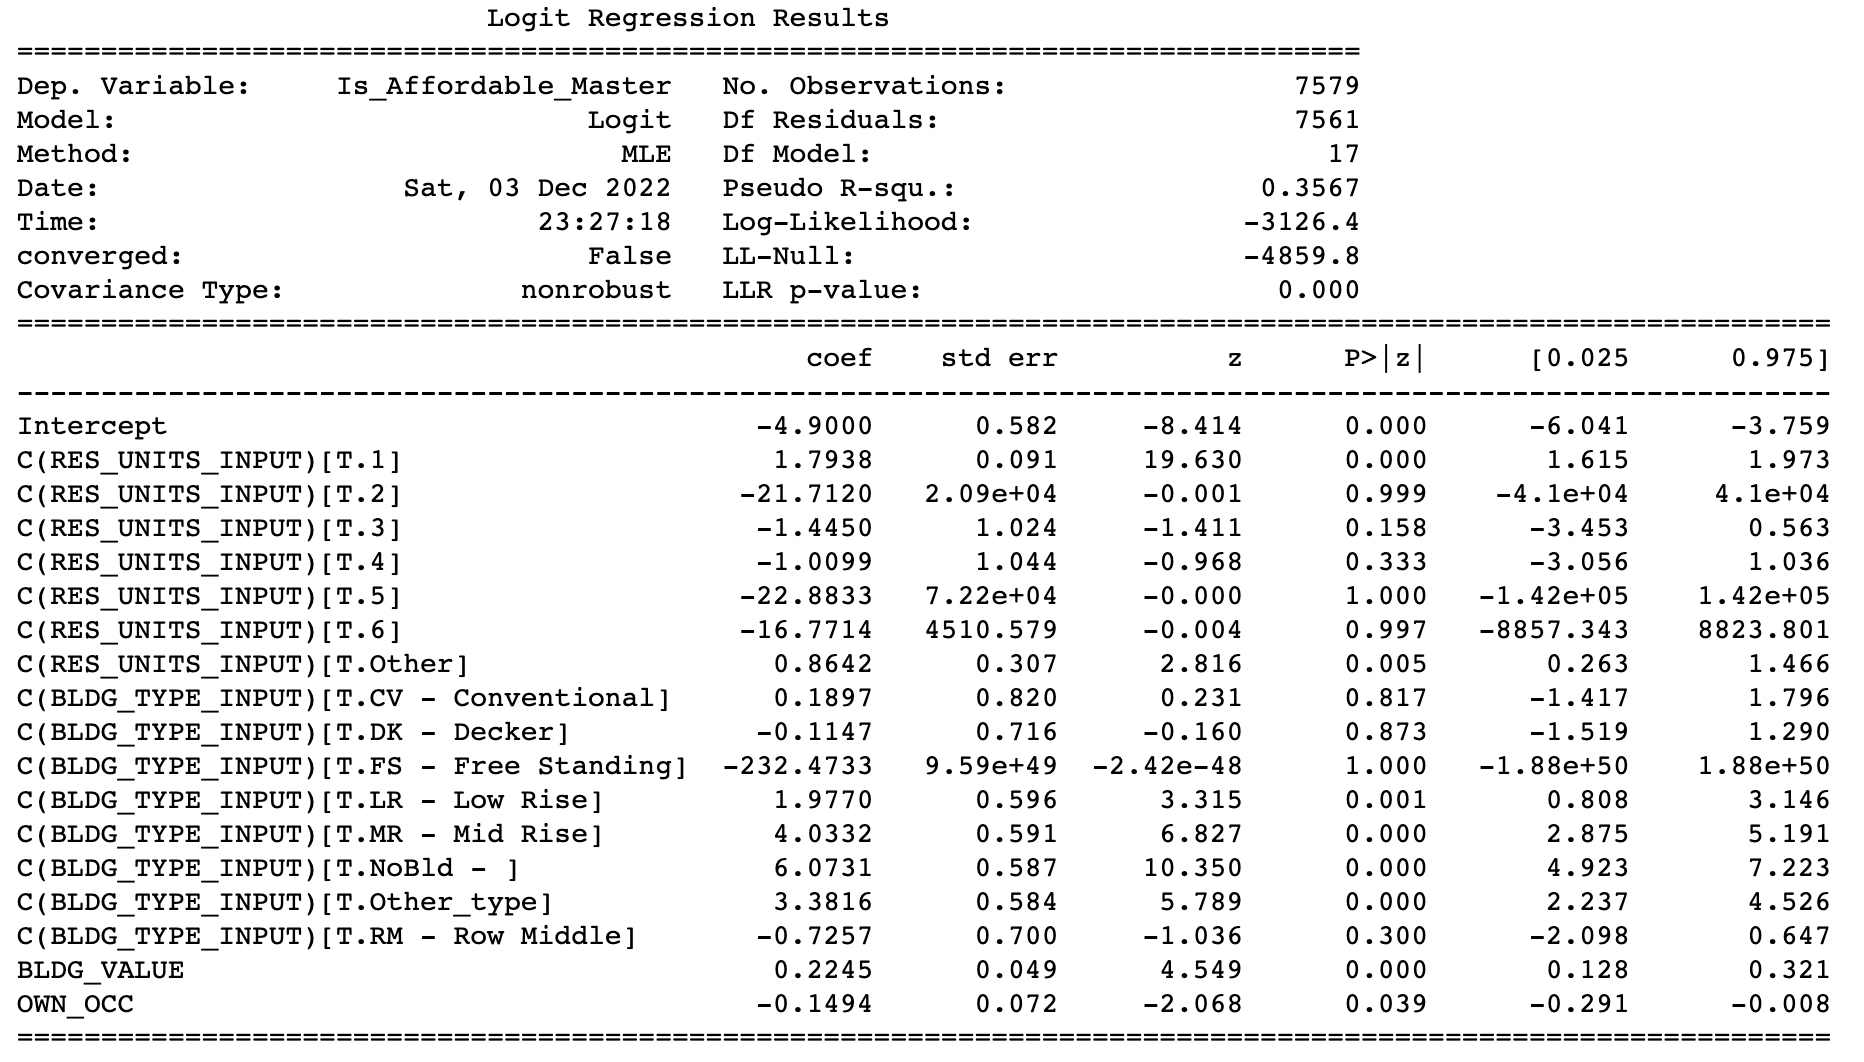 Logit Regression Results
================================================================================
Dep. Variable:     Is_Affordable_Master   No. Observations:                 7579
Model:                            Logit   Df Residuals:                     7561
Method:                             MLE   Df Model:                           17
Date:                  Sat, 03 Dec 2022   Pseudo R-squ.:                  0.3567
Time:                          23:27:18   Log-Likelihood:                -3126.4
converged:                        False   LL-Null:                       -4859.8
Covariance Type:              nonrobust   LLR p-value:                     0.000
============================================================================================================
                                               coef    std err          z      P>|z|      [0.025      0.975]
------------------------------------------------------------------------------------------------------------
Intercept                                   -4.9000      0.582     -8.414      0.000      -6.041      -3.759
C(RES_UNITS_INPUT)[T.1]                      1.7938      0.091     19.630      0.000       1.615       1.973
C(RES_UNITS_INPUT)[T.2]                    -21.7120   2.09e+04     -0.001      0.999    -4.1e+04     4.1e+04
C(RES_UNITS_INPUT)[T.3]                     -1.4450      1.024     -1.411      0.158      -3.453       0.563
C(RES_UNITS_INPUT)[T.4]                     -1.0099      1.044     -0.968      0.333      -3.056       1.036
C(RES_UNITS_INPUT)[T.5]                    -22.8833   7.22e+04     -0.000      1.000   -1.42e+05    1.42e+05
C(RES_UNITS_INPUT)[T.6]                    -16.7714   4510.579     -0.004      0.997   -8857.343    8823.801
C(RES_UNITS_INPUT)[T.Other]                  0.8642      0.307      2.816      0.005       0.263       1.466
C(BLDG_TYPE_INPUT)[T.CV - Conventional]      0.1897      0.820      0.231      0.817      -1.417       1.796
C(BLDG_TYPE_INPUT)[T.DK - Decker]           -0.1147      0.716     -0.160      0.873      -1.519       1.290
C(BLDG_TYPE_INPUT)[T.FS - Free Standing]  -232.4733   9.59e+49  -2.42e-48      1.000   -1.88e+50    1.88e+50
C(BLDG_TYPE_INPUT)[T.LR - Low Rise]          1.9770      0.596      3.315      0.001       0.808       3.146
C(BLDG_TYPE_INPUT)[T.MR - Mid Rise]          4.0332      0.591      6.827      0.000       2.875       5.191
C(BLDG_TYPE_INPUT)[T.NoBld - ]               6.0731      0.587     10.350      0.000       4.923       7.223
C(BLDG_TYPE_INPUT)[T.Other_type]             3.3816      0.584      5.789      0.000       2.237       4.526
C(BLDG_TYPE_INPUT)[T.RM - Row Middle]       -0.7257      0.700     -1.036      0.300      -2.098       0.647
BLDG_VALUE                                   0.2245      0.049      4.549      0.000       0.128       0.321
OWN_OCC                                     -0.1494      0.072     -2.068      0.039      -0.291      -0.008
============================================================================================================